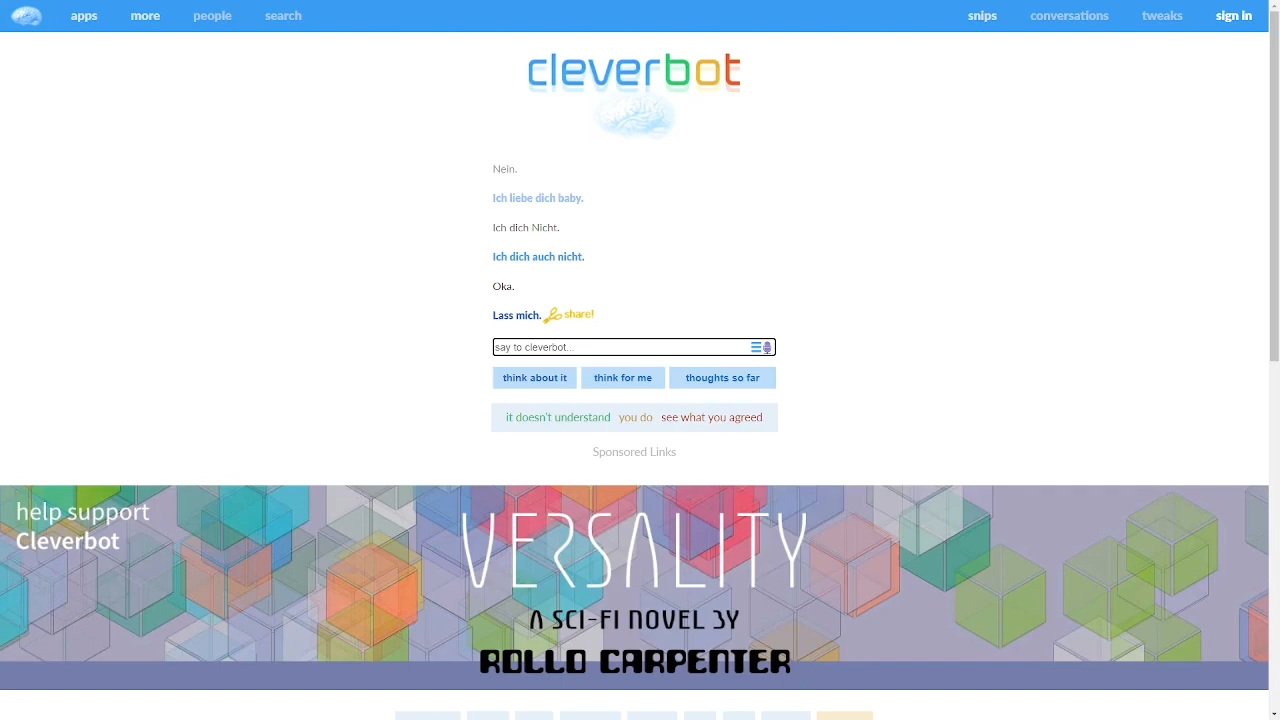 apps more people search snips conversations tweaks sign in
cleverbot
Nein.
Ich liebe dich baby.
Ich dich Nicht.
Ich dich auch nicht.
Oka.
Lass mich. share!
say to cleverbot...
think about it think for me thoughts so far
it doesn't understand you do see what you agreed
Sponsored Links
help support
Cleverbot
VERSALITY
A SCI-FI NOVEL BY
ROLLO CARPENTER